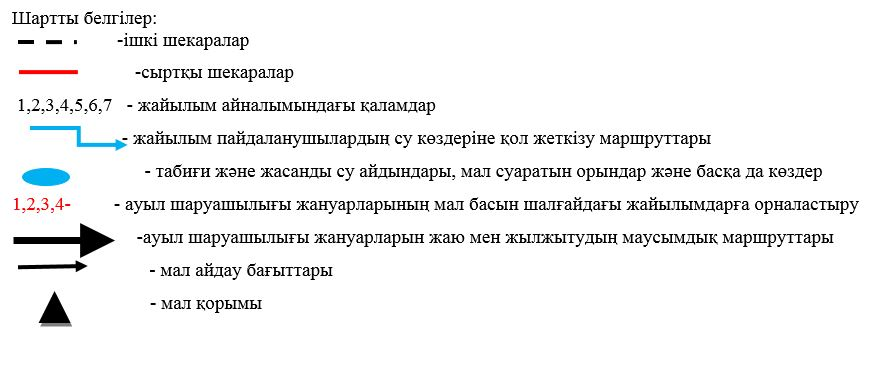 Шартты белгілер:
-ішкі шекаралар
-сыртқы шекаралар
1,2,3,4,5,6,7 - жайылым айналымындағы қаламдар
- жайылым пайдаланушылардың су көздеріне қол жеткізу маршруттары
- табиғи және жасанды су айдындары, мал суаратын орындар және басқа да көздер
1,2,3,4- - ауыл шаруашылығы жануарларының мал басын шалғайдағы жайылымдарға орналастыру
-ауыл шаруашылығы жануарларын жаю мен жылжытудың маусымдық маршруттары
- мал айдау бағыттары
- мал қорымы